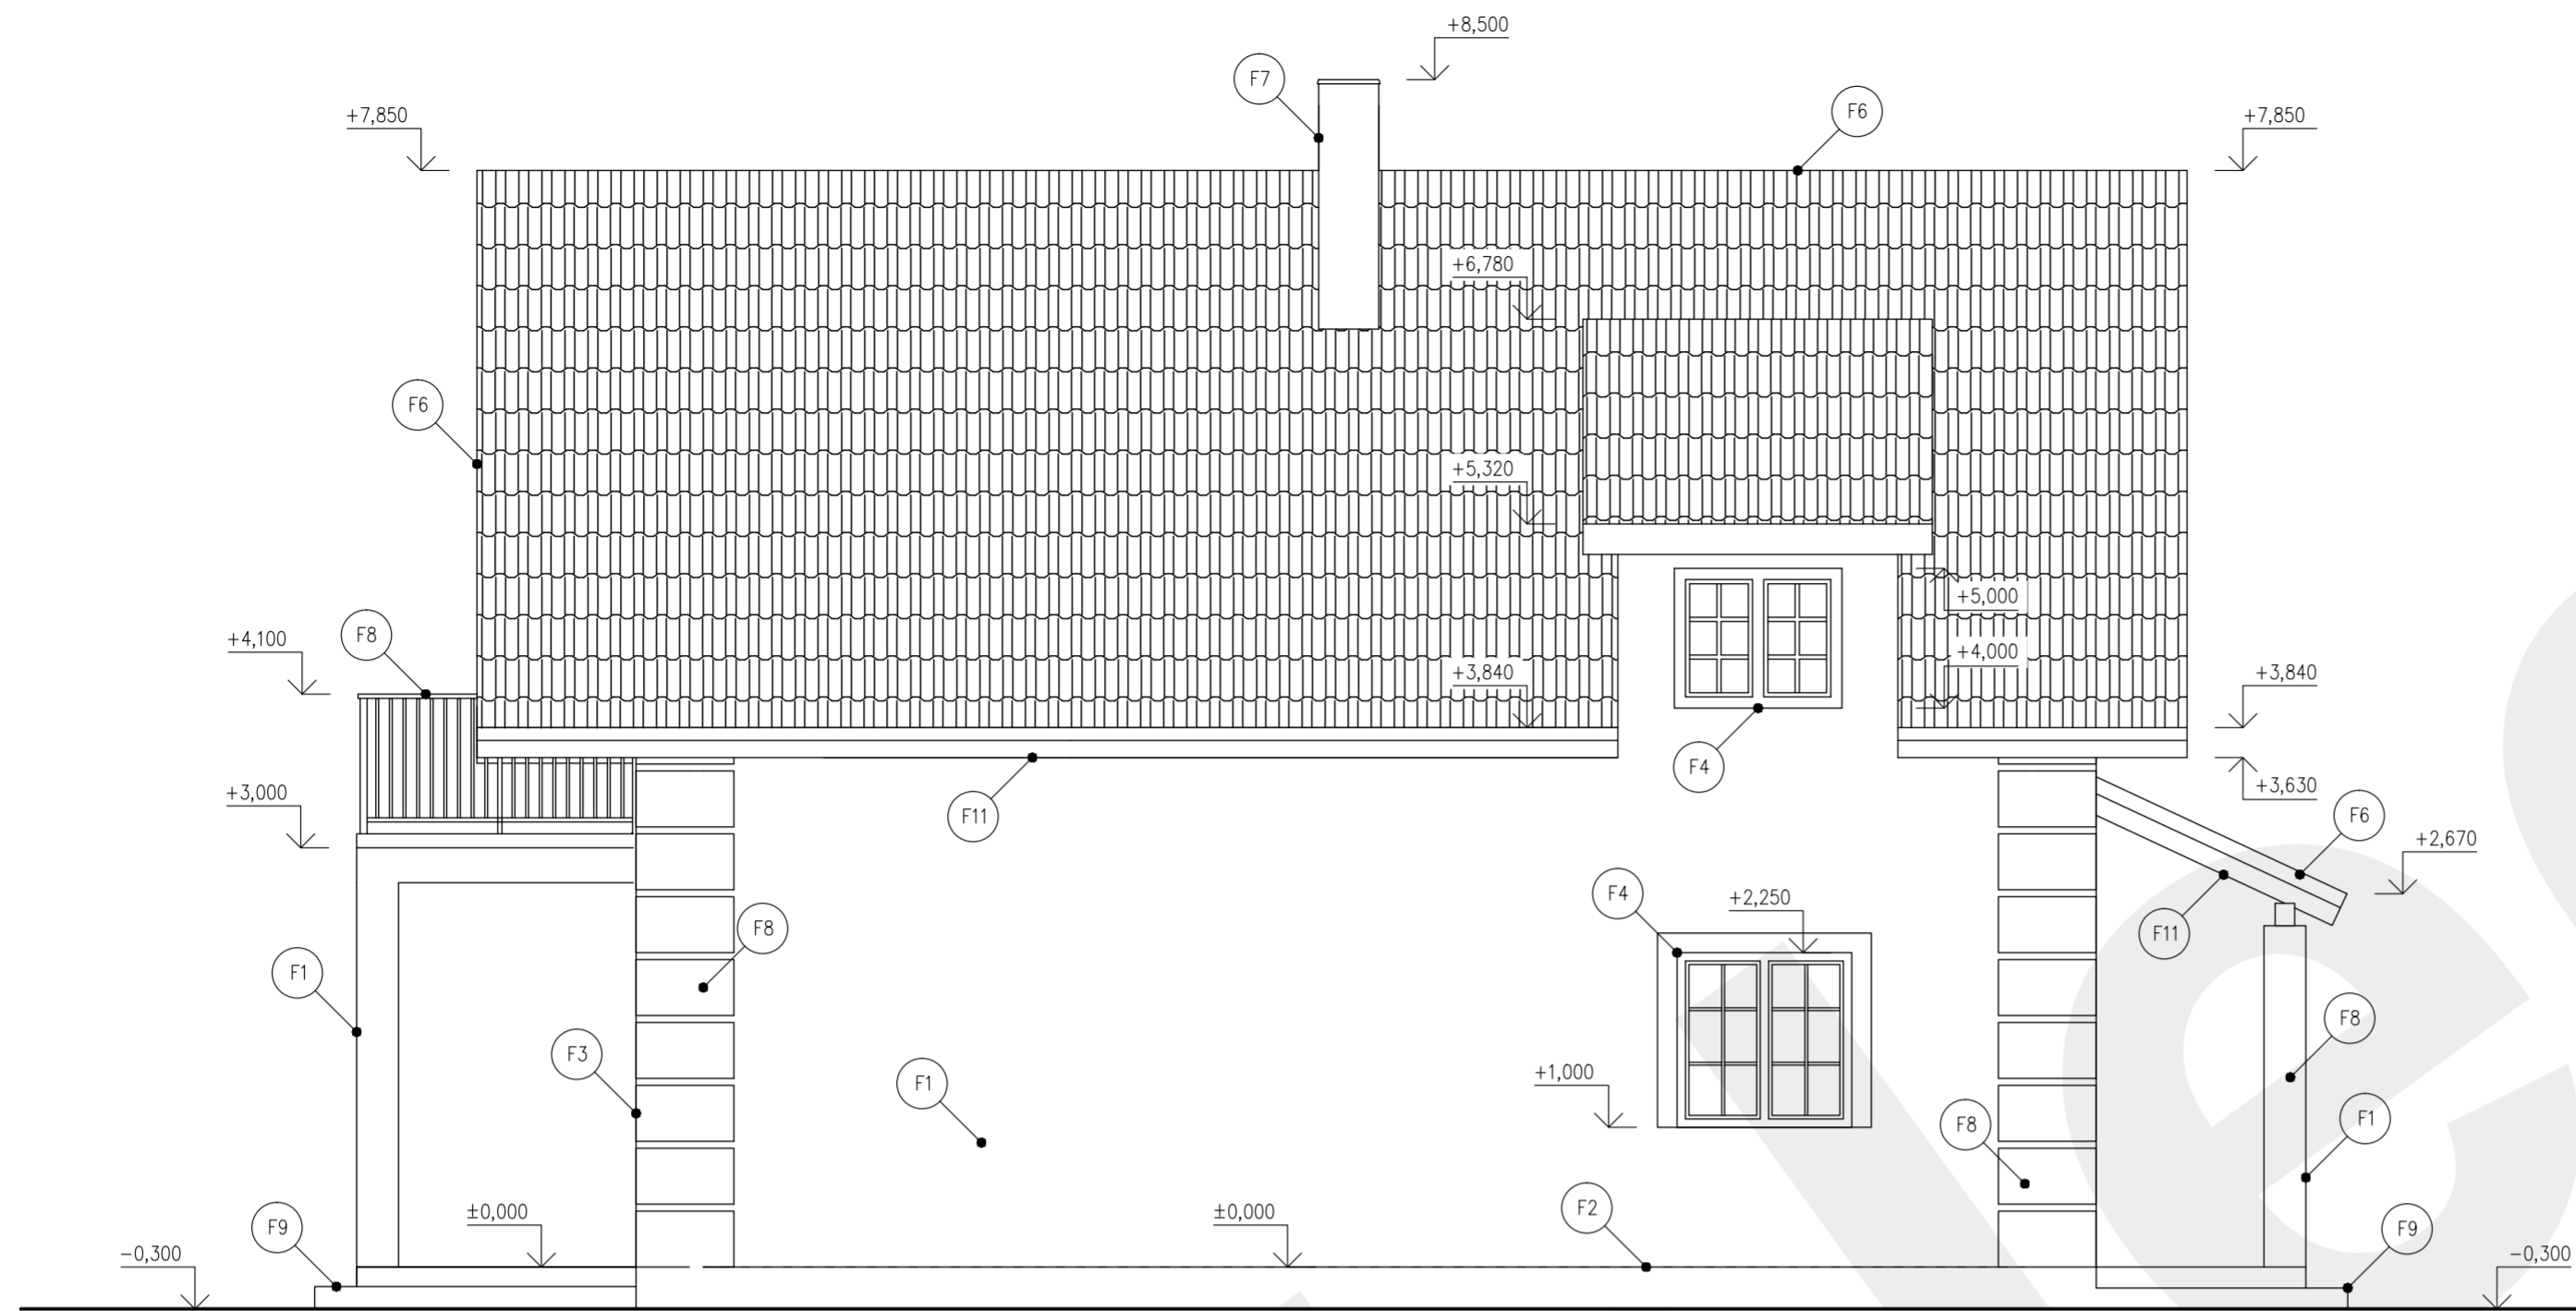 +8,500
F7
F6
+7,850
+7,850
+6,780
F6
+5,320
+5,000
F8
+4,100
+4,000
+3,840
+3,840
F4
+3,630
+3,000
F11
F6
+2,670
F4
+2,250
F8
F11
F1
F8
F3
+1,000
F1
F8
F1
F2
+-0,000
±0,000
F9
F9
-0,300
-0,300